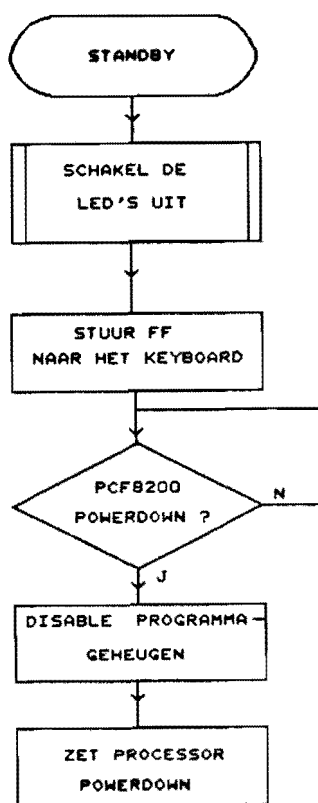 STANDBY
SCHAKEL DE
LED'S UIT
STUUR FF
NAAR HET KEYBOARD
PCF8200
POWERDOWN ?
N
J
DISABLE PROGRAMMA-
GEHEUGEN
ZET PROCESSOR
POWERDOWN